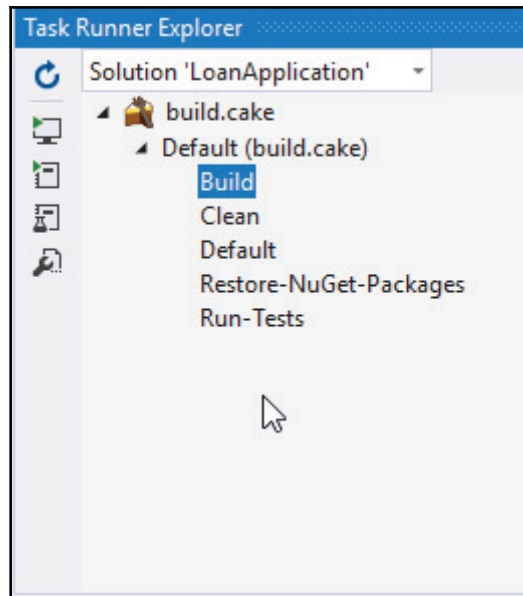 Task Runner Explorer
Solution 'LoanApplication'
build.cake
Default (build.cake)
Build
Clean
Default
Restore-NuGet-Packages
Run-Tests